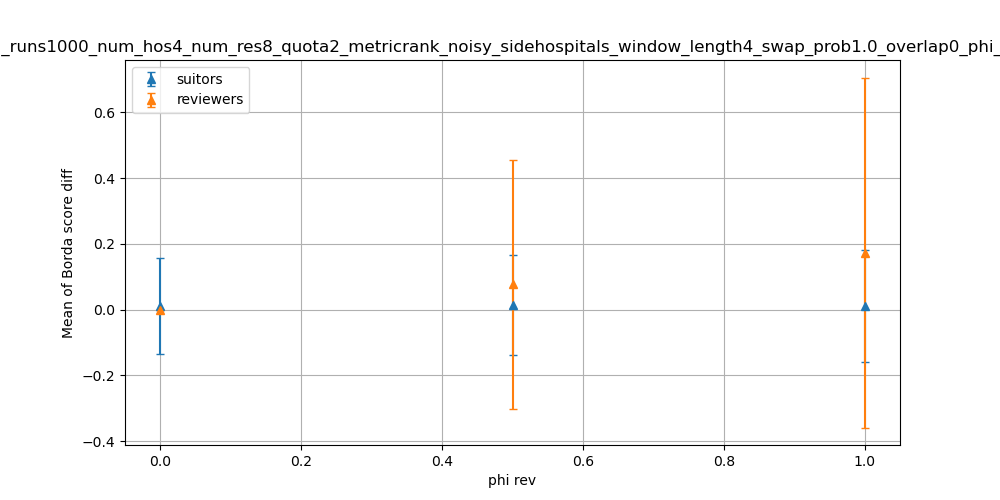 _runs1000_num_hos4_num_res8_quota2_metricrank_noisy_sidehospitals_window_length4_swap_prob1.0_overlap0_phi_
suitors
reviewers
Mean of Borda score diff
0.6
0.4
0.2
0.0
−0.2
−0.4
0.0 0.2 0.4 0.6 0.8 1.0
phi rev